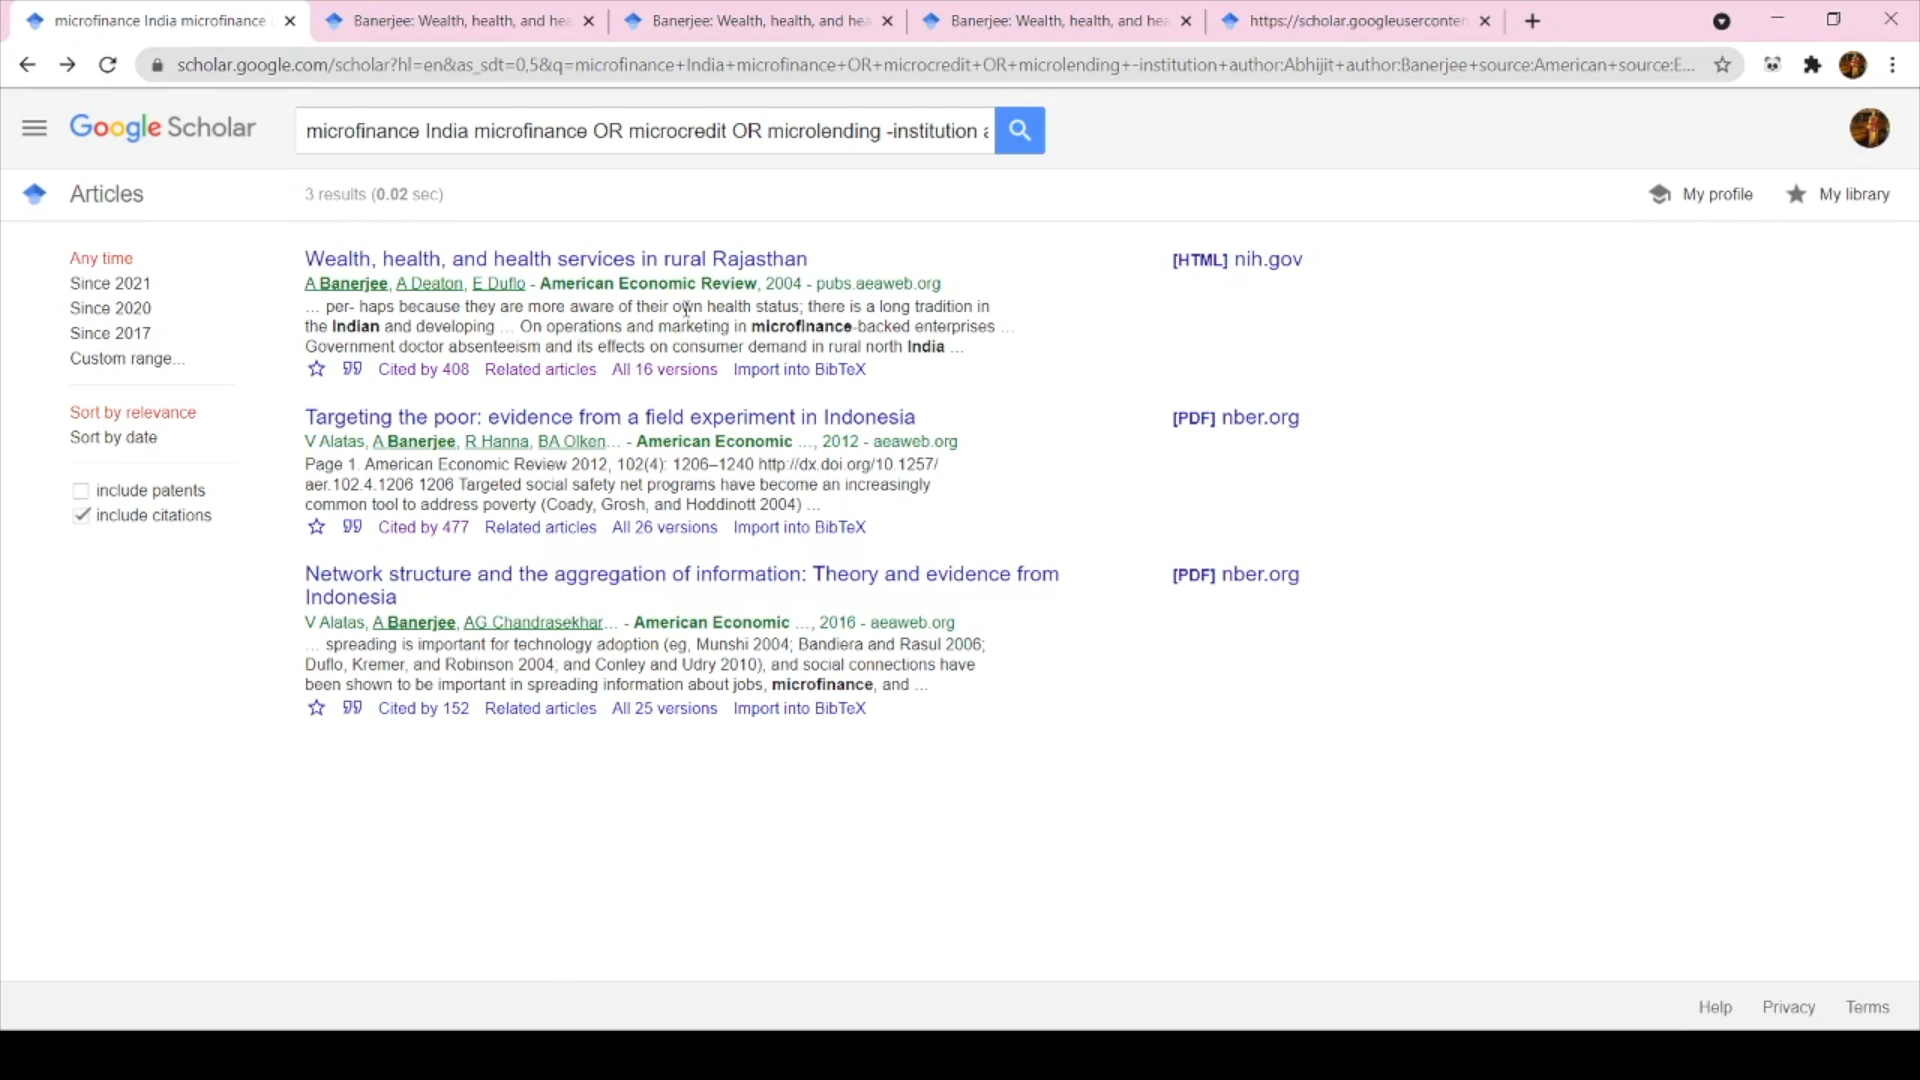 microfinance India microfinance
Banerjee: Wealth, health, and hea
Banerjee: Wealth, health, and hea
Banerjee: Wealth, health, and hea
https://scholar.googleuserconten
scholar.google.com/scholar?hl=en&as_sdt=0,5&q=microfinance+India+microfinance+OR+microcredit+OR+microlending+-institution+author:Abhijit+author:Banerjee+source:American+source:E...
Google Scholar
microfinance India microfinance OR microcredit OR microlending -institution a
Articles
3 results (0.02 sec)
My profile
My library
Any time
Since 2021
Since 2020
Since 2017
Custom range...
Sort by relevance
Sort by date
include patents
include citations
Wealth, health, and health services in rural Rajasthan
A Banerjee, A Deaton, E Duflo - American Economic Review, 2004 - pubs.aeaweb.org
... per- haps because they are more aware of their own health status; there is a long tradition in
the Indian and developing ... On operations and marketing in microfinance-backed enterprises ...
Government doctor absenteeism and its effects on consumer demand in rural north India ...
Cited by 408 Related articles All 16 versions Import into BibTeX
[HTML] nih.gov
Targeting the poor: evidence from a field experiment in Indonesia
V Alatas, A Banerjee, R Hanna, BA Olken... - American Economic ..., 2012 - aeaweb.org
Page 1. American Economic Review 2012, 102(4): 1206–1240 http://dx.doi.org/10.1257/
aer.102.4.1206 1206 Targeted social safety net programs have become an increasingly
common tool to address poverty (Coady, Grosh, and Hoddinott 2004) ...
Cited by 477 Related articles All 26 versions Import into BibTeX
[PDF] nber.org
Network structure and the aggregation of information: Theory and evidence from
Indonesia
V Alatas, A Banerjee, AG Chandrasekhar... - American Economic ..., 2016 - aeaweb.org
... spreading is important for technology adoption (eg, Munshi 2004; Bandiera and Rasul 2006;
Duflo, Kremer, and Robinson 2004; and Conley and Udry 2010), and social connections have
been shown to be important in spreading information about jobs, microfinance, and ...
Cited by 152 Related articles All 25 versions Import into BibTeX
[PDF] nber.org
Help Privacy Terms